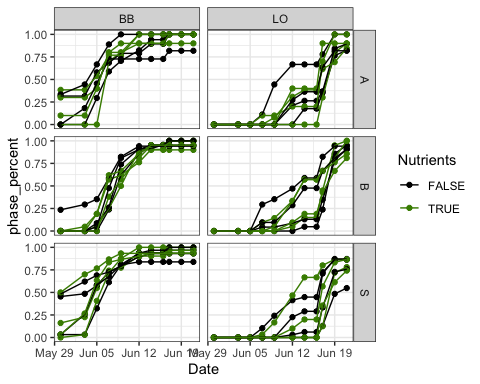 BB LO
1.00
0.75
0.50
0.25
0.00
A
1.00
0.75
0.50
0.25
0.00
B
1.00
0.75
0.50
0.25
0.00
S
phase_percent
May 29 Jun 05 Jun 12 Jun 19
May 29 Jun 05 Jun 12 Jun 19
Date
Nutrients
FALSE
TRUE